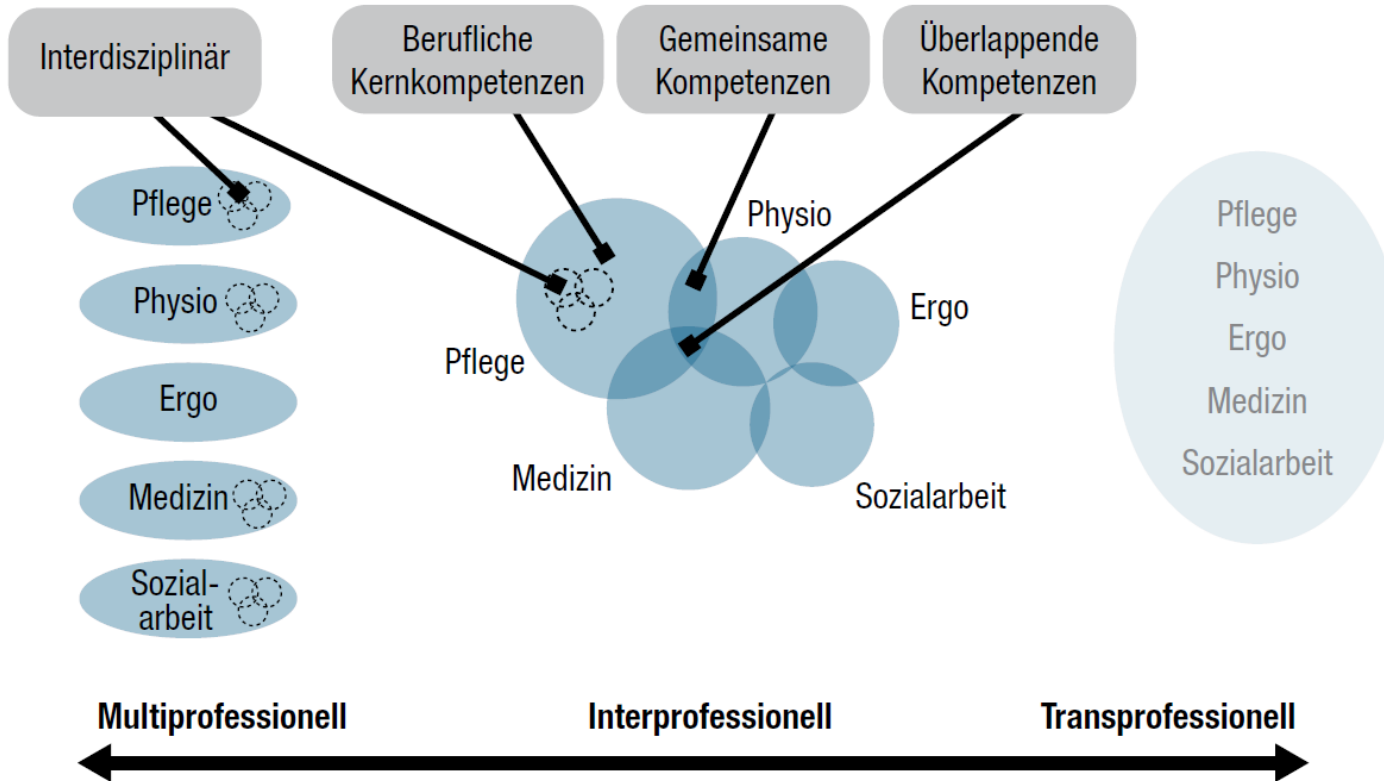 Interdisziplinär
Berufliche
Kernkompetenzen
Gemeinsame
Kompetenzen
Überlappende
Kompetenzen
Pflege
Physio
Ergo
Medizin
Sozial-
arbeit
Physio
Ergo
Pflege
Medizin
Sozialarbeit
Pflege
Physio
Ergo
Medizin
Sozialarbeit
Multiprofessionell
Interprofessionell
Transprofessionell